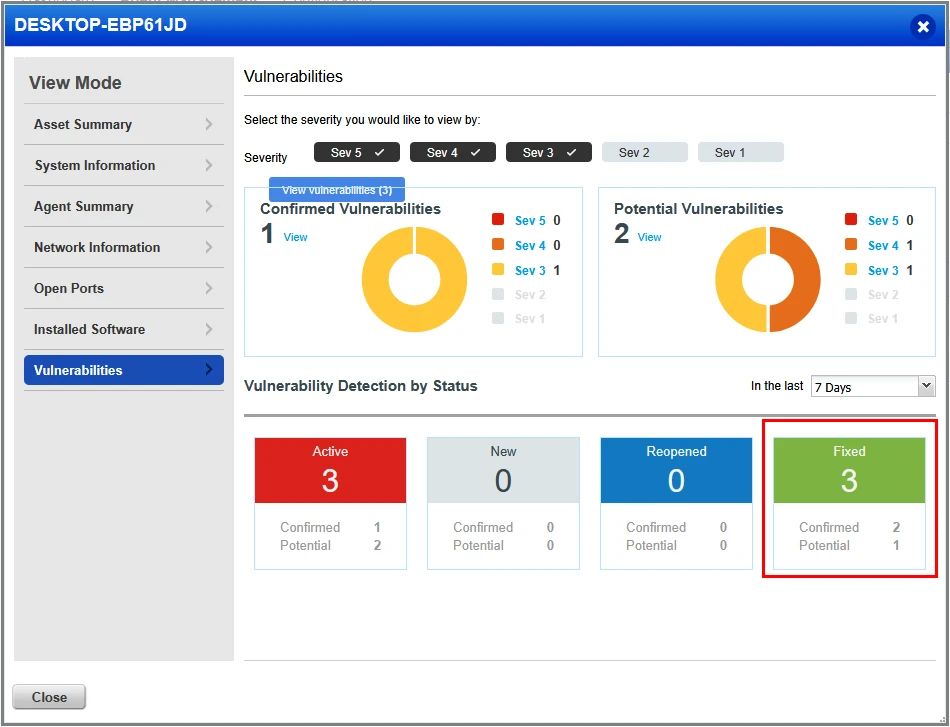 DESKTOP-EBP61JD
View Mode
Asset Summary
System Information
Agent Summary
Network Information
Open Ports
Installed Software
Vulnerabilities
Close
Vulnerabilities
Select the severity you would like to view by:
Severity Sev 5 Sev 4 Sev 3 Sev 2 Sev 1
View vulnerabilities (3)
Confirmed Vulnerabilities
1 View
Sev 5 0
Sev 4 0
Sev 3 1
Sev 2
Sev 1
Potential Vulnerabilities
2 View
Sev 5 0
Sev 4 1
Sev 3 1
Sev 2
Sev 1
Vulnerability Detection by Status
In the last 7 Days
Active
3
Confirmed 1
Potential 2
New
0
Confirmed 0
Potential 0
Reopened
0
Confirmed 0
Potential 0
Fixed
3
Confirmed 2
Potential 1